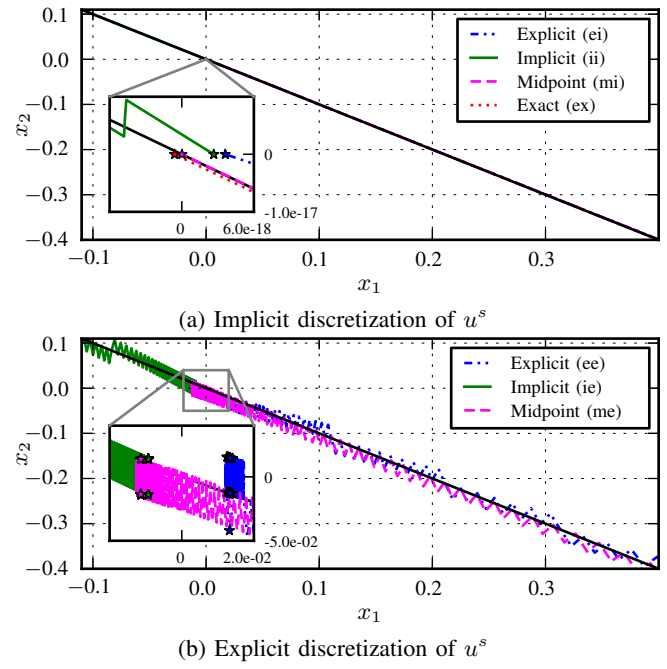 0.1
0.0
−0.1
−0.2
−0.3
−0.4
x2
Explicit (ei)
Implicit (ii)
Midpoint (mi)
Exact (ex)
0
-1.0e-17
0
6.0e-18
−0.1
0.0
0.1
0.2
0.3
x1
(a) Implicit discretization of u^s
0.1
0.0
−0.1
−0.2
−0.3
−0.4
x2
Explicit (ee)
Implicit (ie)
Midpoint (me)
0
-5.0e-02
0
2.0e-02
−0.1
0.0
0.1
0.2
0.3
x1
(b) Explicit discretization of u^s